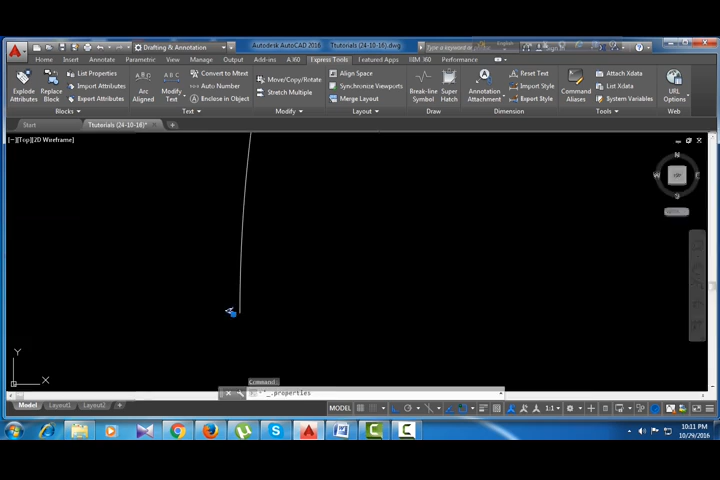 Drafting & Annotation
Autodesk AutoCAD 2016 Ttutorials (24-10-16).dwg
Home Insert Annotate Parametric View Manage Output Add-ins A360 Express Tools Featured Apps BIM 360 Performance
Explode Attributes
Replace Block
List Properties
Import Attributes
Export Attributes
Arc Aligned
Modify Text
Convert to Mtext
Auto Number
Enclose in Object
Move/Copy/Rotate
Stretch Multiple
Align Space
Synchronize Viewports
Merge Layout
Break-line Symbol
Super Hatch
Annotation Attachment
Reset Text
Import Style
Export Style
Command Aliases
Attach Xdata
List Xdata
System Variables
URL Options
Blocks Text Modify Layout Draw Dimension Tools Web
Start Ttutorials (24-10-16)*
[−][Top][2D Wireframe]
N
W TOP E
S
Y
X
Command:
'_.properties
Model Layout1 Layout2 +
MODEL 1:1
10:11 PM
10/29/2016